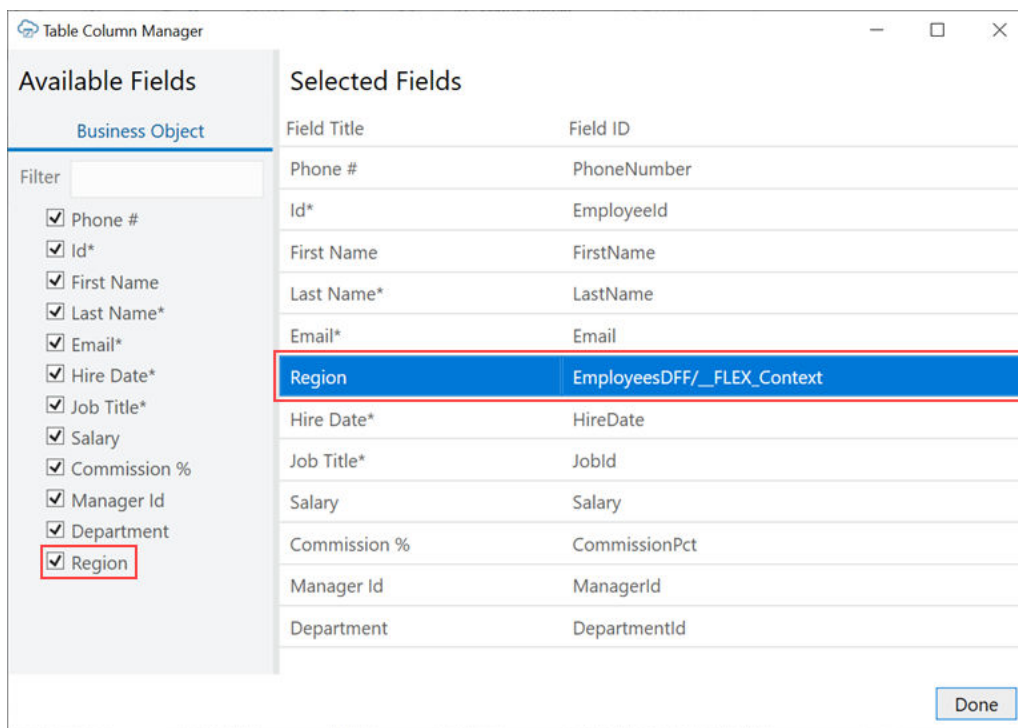 Table Column Manager
Available Fields
Business Object
Filter
Phone #
Id*
First Name
Last Name*
Email*
Hire Date*
Job Title*
Salary
Commission %
Manager Id
Department
Region
Selected Fields
Field Title Field ID
Phone # PhoneNumber
Id* EmployeeId
First Name FirstName
Last Name* LastName
Email* Email
Region EmployeesDFF/__FLEX_Context
Hire Date* HireDate
Job Title* JobId
Salary Salary
Commission % CommissionPct
Manager Id ManagerId
Department DepartmentId
Done